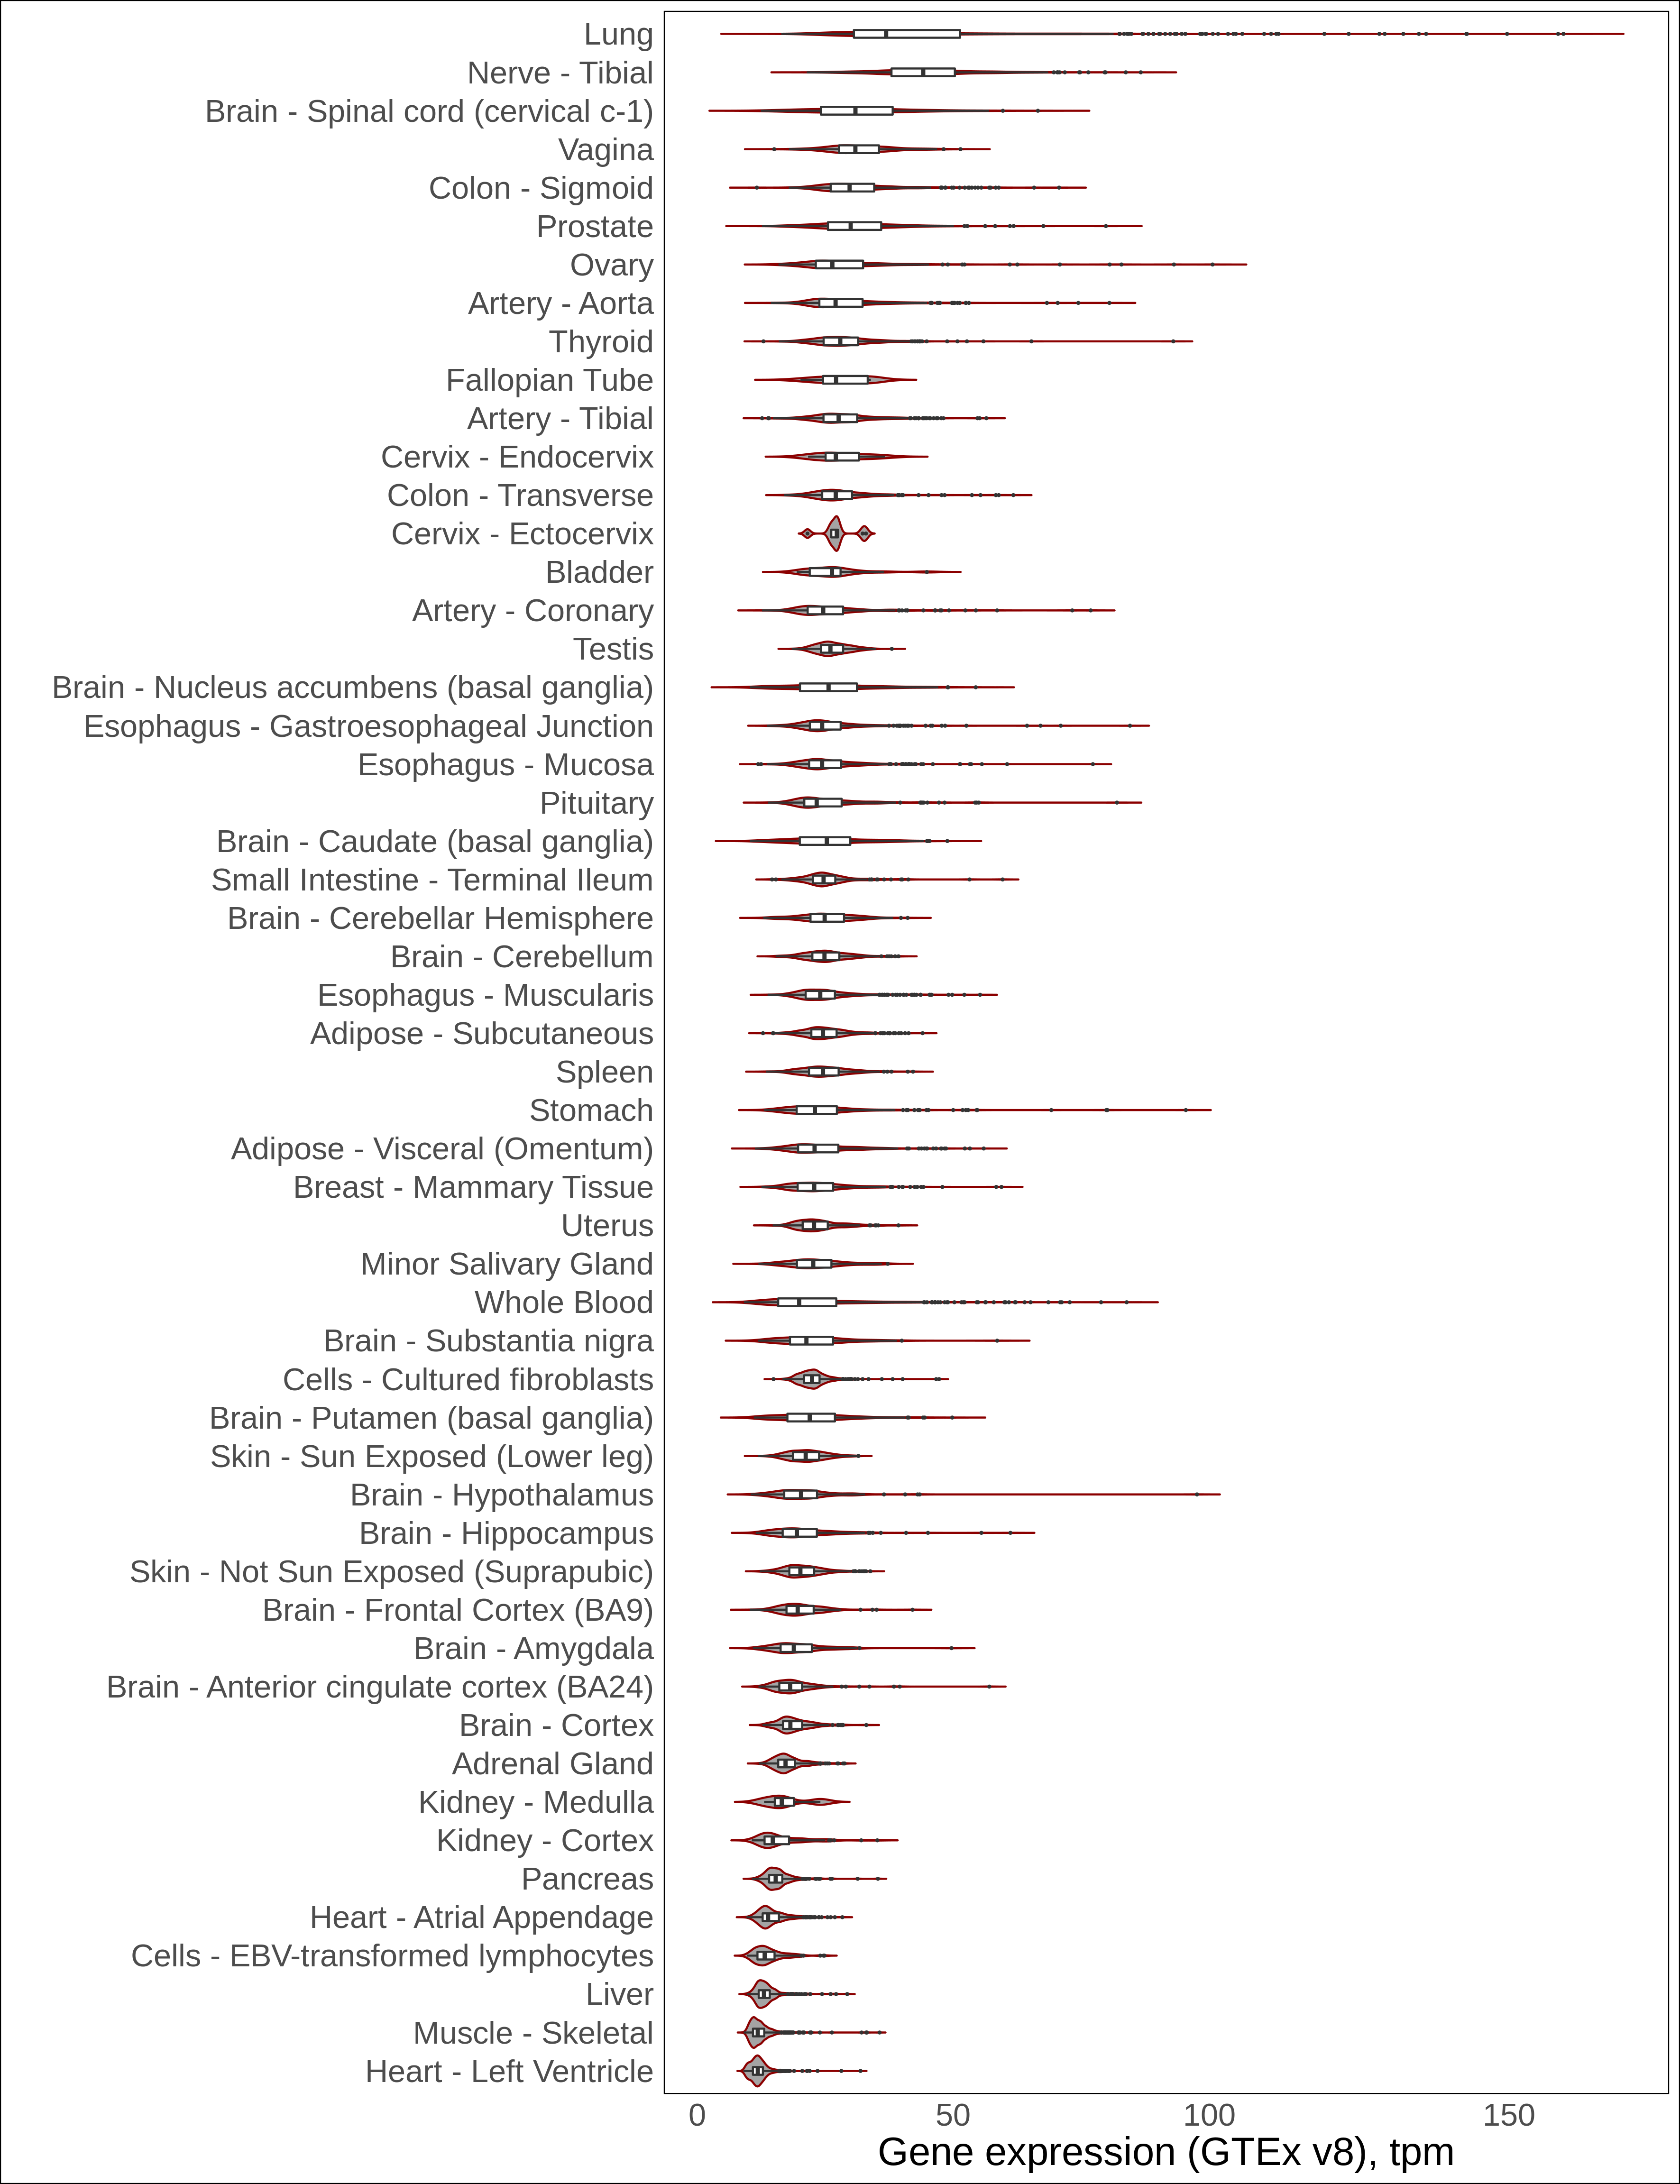 Lung
Nerve - Tibial
Brain - Spinal cord (cervical c-1)
Vagina
Colon - Sigmoid
Prostate
Ovary
Artery - Aorta
Thyroid
Fallopian Tube
Artery - Tibial
Cervix - Endocervix
Colon - Transverse
Cervix - Ectocervix
Bladder
Artery - Coronary
Testis
Brain - Nucleus accumbens (basal ganglia)
Esophagus - Gastroesophageal Junction
Esophagus - Mucosa
Pituitary
Brain - Caudate (basal ganglia)
Small Intestine - Terminal Ileum
Brain - Cerebellar Hemisphere
Brain - Cerebellum
Esophagus - Muscularis
Adipose - Subcutaneous
Spleen
Stomach
Adipose - Visceral (Omentum)
Breast - Mammary Tissue
Uterus
Minor Salivary Gland
Whole Blood
Brain - Substantia nigra
Cells - Cultured fibroblasts
Brain - Putamen (basal ganglia)
Skin - Sun Exposed (Lower leg)
Brain - Hypothalamus
Brain - Hippocampus
Skin - Not Sun Exposed (Suprapubic)
Brain - Frontal Cortex (BA9)
Brain - Amygdala
Brain - Anterior cingulate cortex (BA24)
Brain - Cortex
Adrenal Gland
Kidney - Medulla
Kidney - Cortex
Pancreas
Heart - Atrial Appendage
Cells - EBV-transformed lymphocytes
Liver
Muscle - Skeletal
Heart - Left Ventricle
0 50 100 150
Gene expression (GTEx v8), tpm